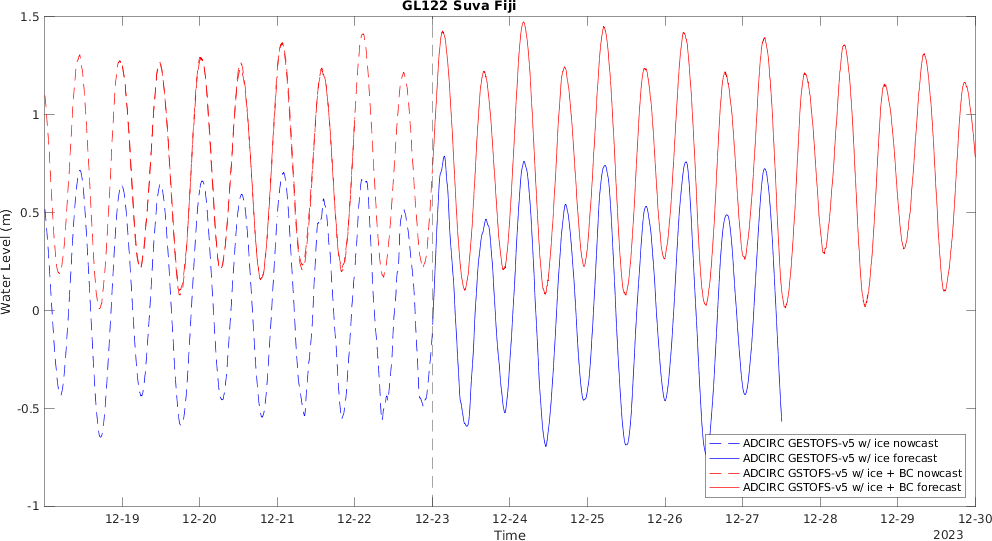 GL122 Suva Fiji
1.5
1
0.5
0
-0.5
-1
Water Level (m)
12-19 12-20 12-21 12-22 12-23 12-24 12-25 12-26 12-27 12-28 12-29 12-30
Time
2023
ADCIRC GESTOFS-v5 w/ ice nowcast
ADCIRC GESTOFS-v5 w/ ice forecast
ADCIRC GSTOFS-v5 w/ ice + BC nowcast
ADCIRC GSTOFS-v5 w/ ice + BC forecast